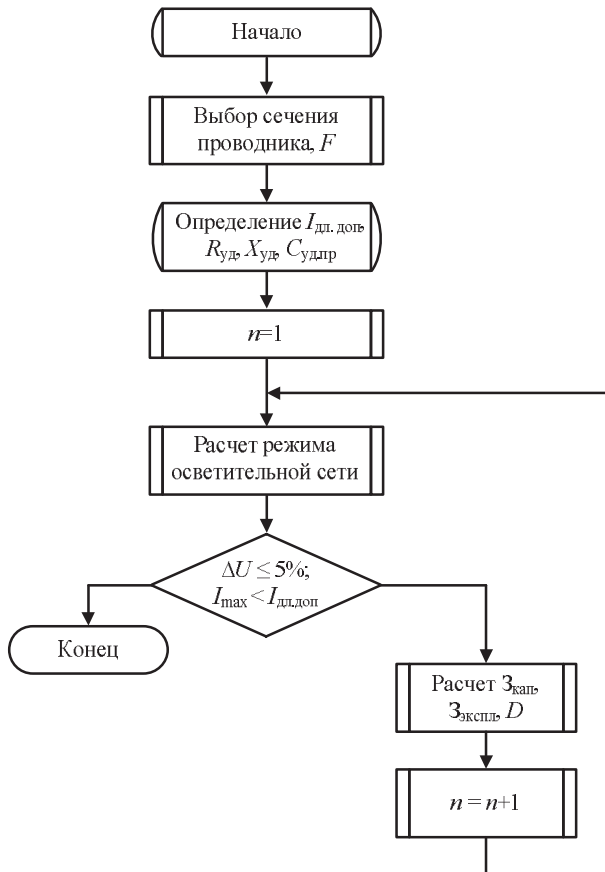 Начало
Выбор сечения
проводника, F
Определение Iдл. доп,
Rуд, Xуд, Cуд.пр
n=1
Расчет режима
осветительной сети
ΔU ≤ 5%;
Imax < Iдл.доп
Конец
Расчет Зкап,
Зэкспл, D
n = n+1